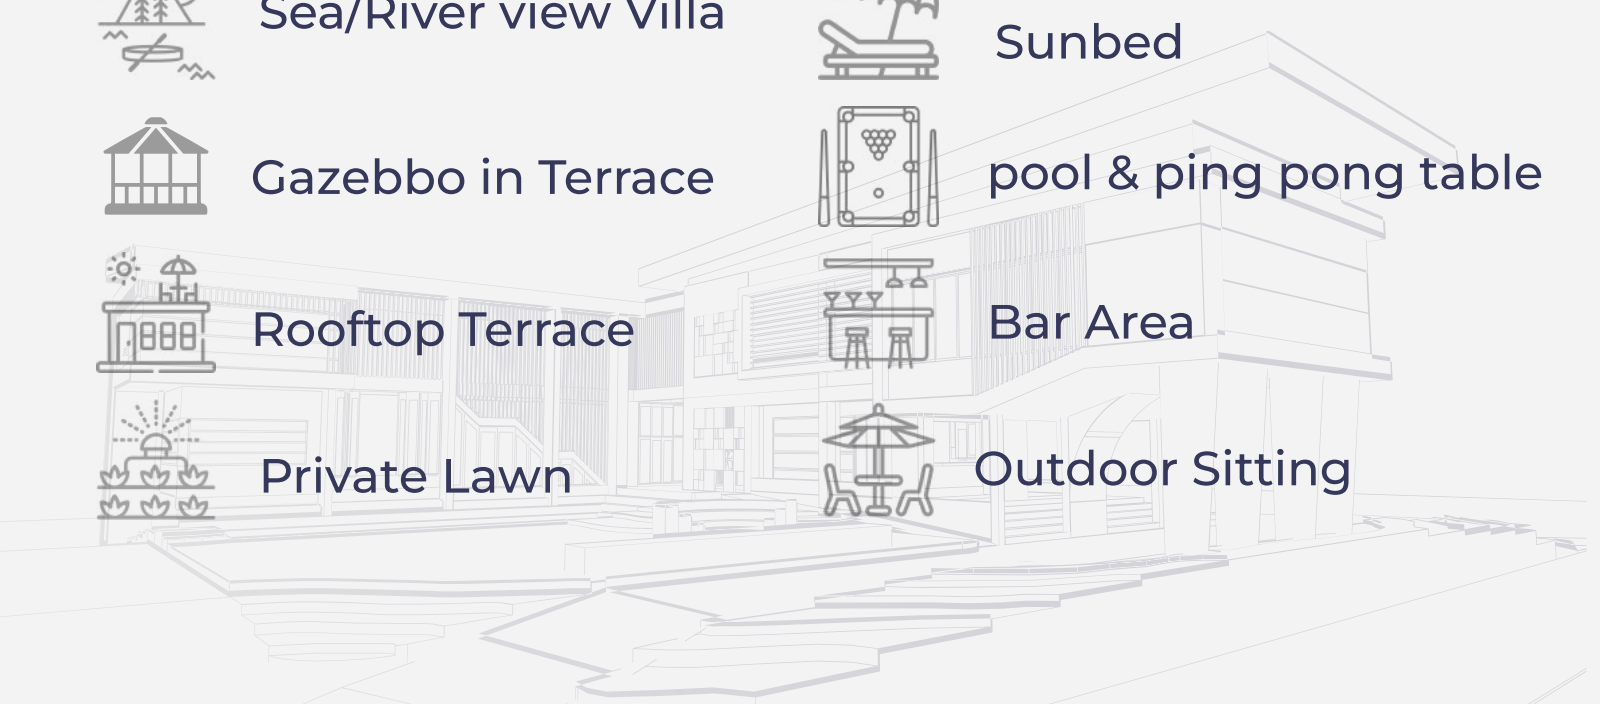 Sea/River view Villa
Sunbed
Gazebbo in Terrace
pool & ping pong table
Rooftop Terrace
Bar Area
Private Lawn
Outdoor Sitting